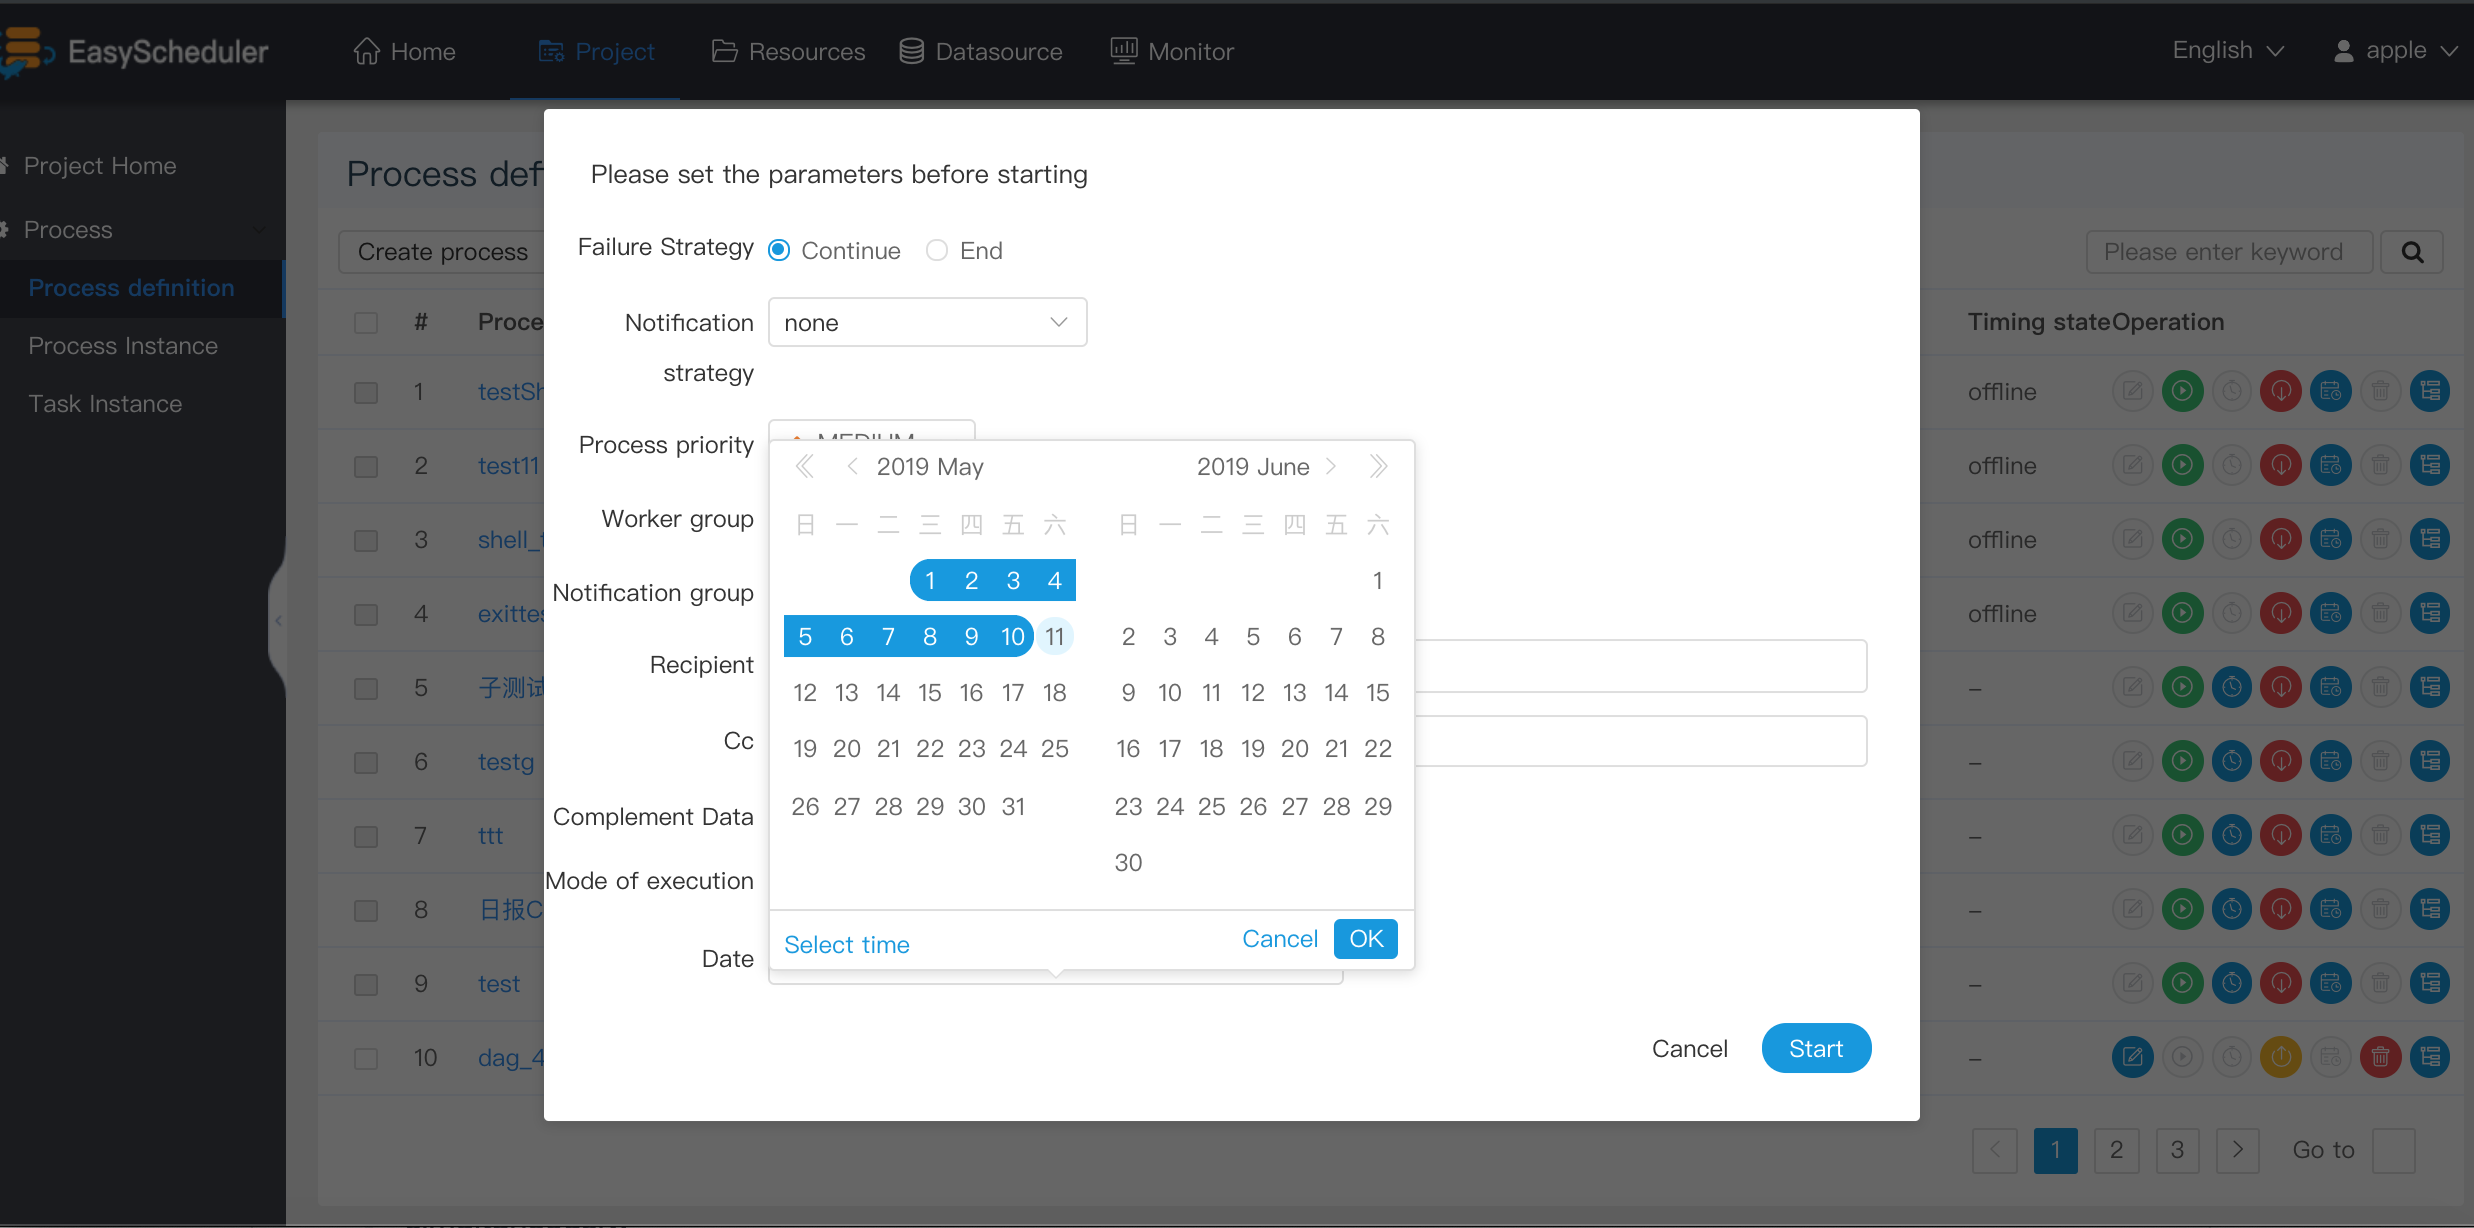 EasyScheduler
Home
Project
Resources
Datasource
Monitor
English
apple
Project Home
Process
Process definition
Process Instance
Task Instance
Process def
Create process
Please enter keyword
# Proce
Timing state Operation
1 testSh offline
2 test11 offline
3 shell_ offline
4 exittes offline
5 子测试 –
6 testg –
7 ttt –
8 日报C –
9 test –
10 dag_4 –
1 2 3 Go to
Please set the parameters before starting
Failure Strategy Continue End
Notification strategy none
Process priority MEDIUM
Worker group
Notification group
Recipient
Cc
Complement Data
Mode of execution
Date
2019 May 2019 June
日 一 二 三 四 五 六 日 一 二 三 四 五 六
1 2 3 4 1
5 6 7 8 9 10 11 2 3 4 5 6 7 8
12 13 14 15 16 17 18 9 10 11 12 13 14 15
19 20 21 22 23 24 25 16 17 18 19 20 21 22
26 27 28 29 30 31 23 24 25 26 27 28 29
30
Select time Cancel OK
Cancel Start